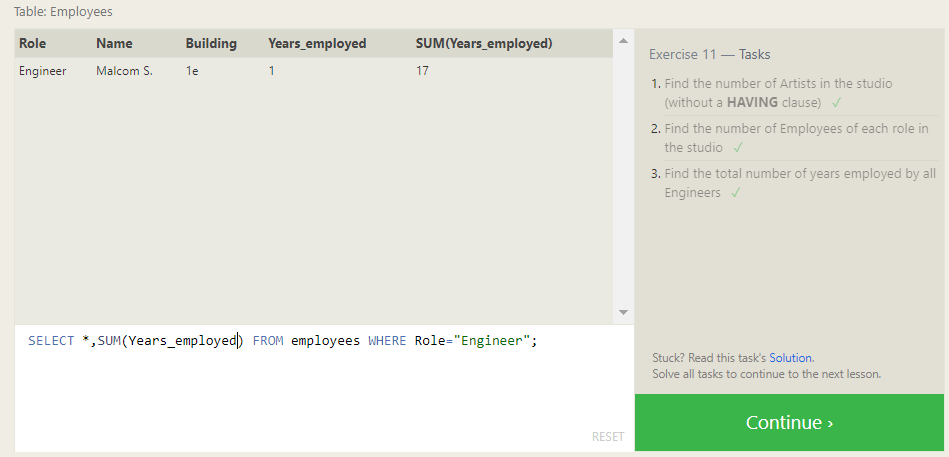 Table: Employees
Role Name Building Years_employed SUM(Years_employed)
Engineer Malcom S. 1e 1 17
SELECT *,SUM(Years_employed) FROM employees WHERE Role="Engineer";
RESET
Exercise 11 — Tasks
1. Find the number of Artists in the studio
(without a HAVING clause) ✓
2. Find the number of Employees of each role in
the studio ✓
3. Find the total number of years employed by all
Engineers ✓
Stuck? Read this task's Solution.
Solve all tasks to continue to the next lesson.
Continue ›